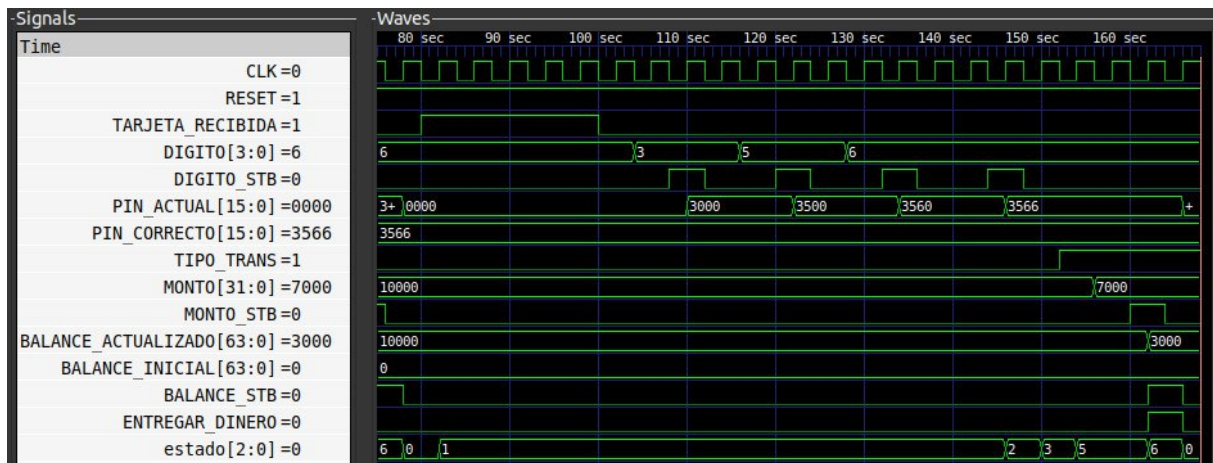 Signals
Waves
Time
80 sec 90 sec 100 sec 110 sec 120 sec 130 sec 140 sec 150 sec 160 sec
CLK=0
RESET=1
TARJETA_RECIBIDA=1
DIGITO[3:0]=6 6 3 5 6
DIGITO_STB=0
PIN_ACTUAL[15:0]=0000 3+ 0000 3000 3500 3560 3566 +
PIN_CORRECTO[15:0]=3566 3566
TIPO_TRANS=1
MONTO[31:0]=7000 10000 7000
MONTO_STB=0
BALANCE_ACTUALIZADO[63:0]=3000 10000 3000
BALANCE_INICIAL[63:0]=0 0
BALANCE_STB=0
ENTREGAR_DINERO=0
estado[2:0]=0 6 0 1 2 3 5 6 0